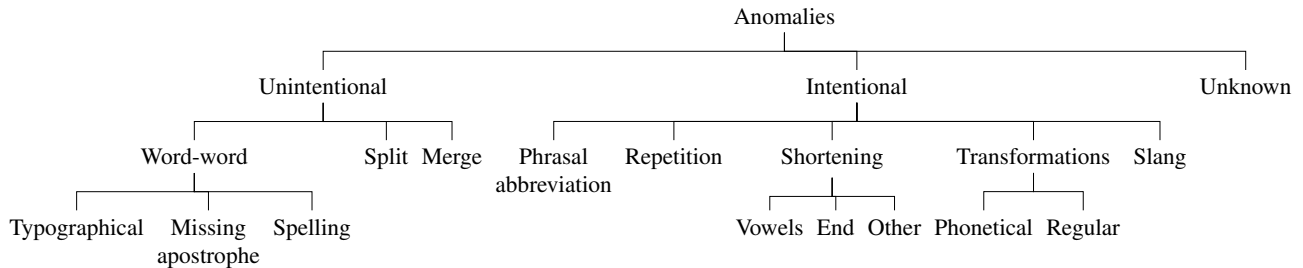 Anomalies
Unintentional Intentional Unknown
Word-word Split Merge Phrasal Repetition Shortening Transformations Slang
abbreviation
Typographical Missing Spelling Vowels End Other Phonetical Regular
apostrophe